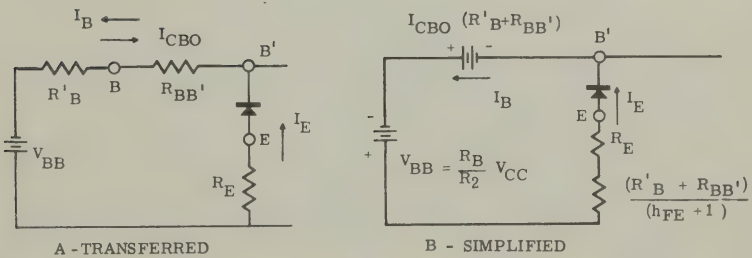 I_B
I_CBO
B'
R'_B
B
R_BB'
I_E
E
V_BB
R_E
A - TRANSFERRED
I_CBO (R'_B+R_BB')
+ -
B'
I_B
I_E
E
R_E
-
+
V_BB = R_B/R_2 V_CC
(R'_B + R_BB')/(h_FE + 1)
B - SIMPLIFIED